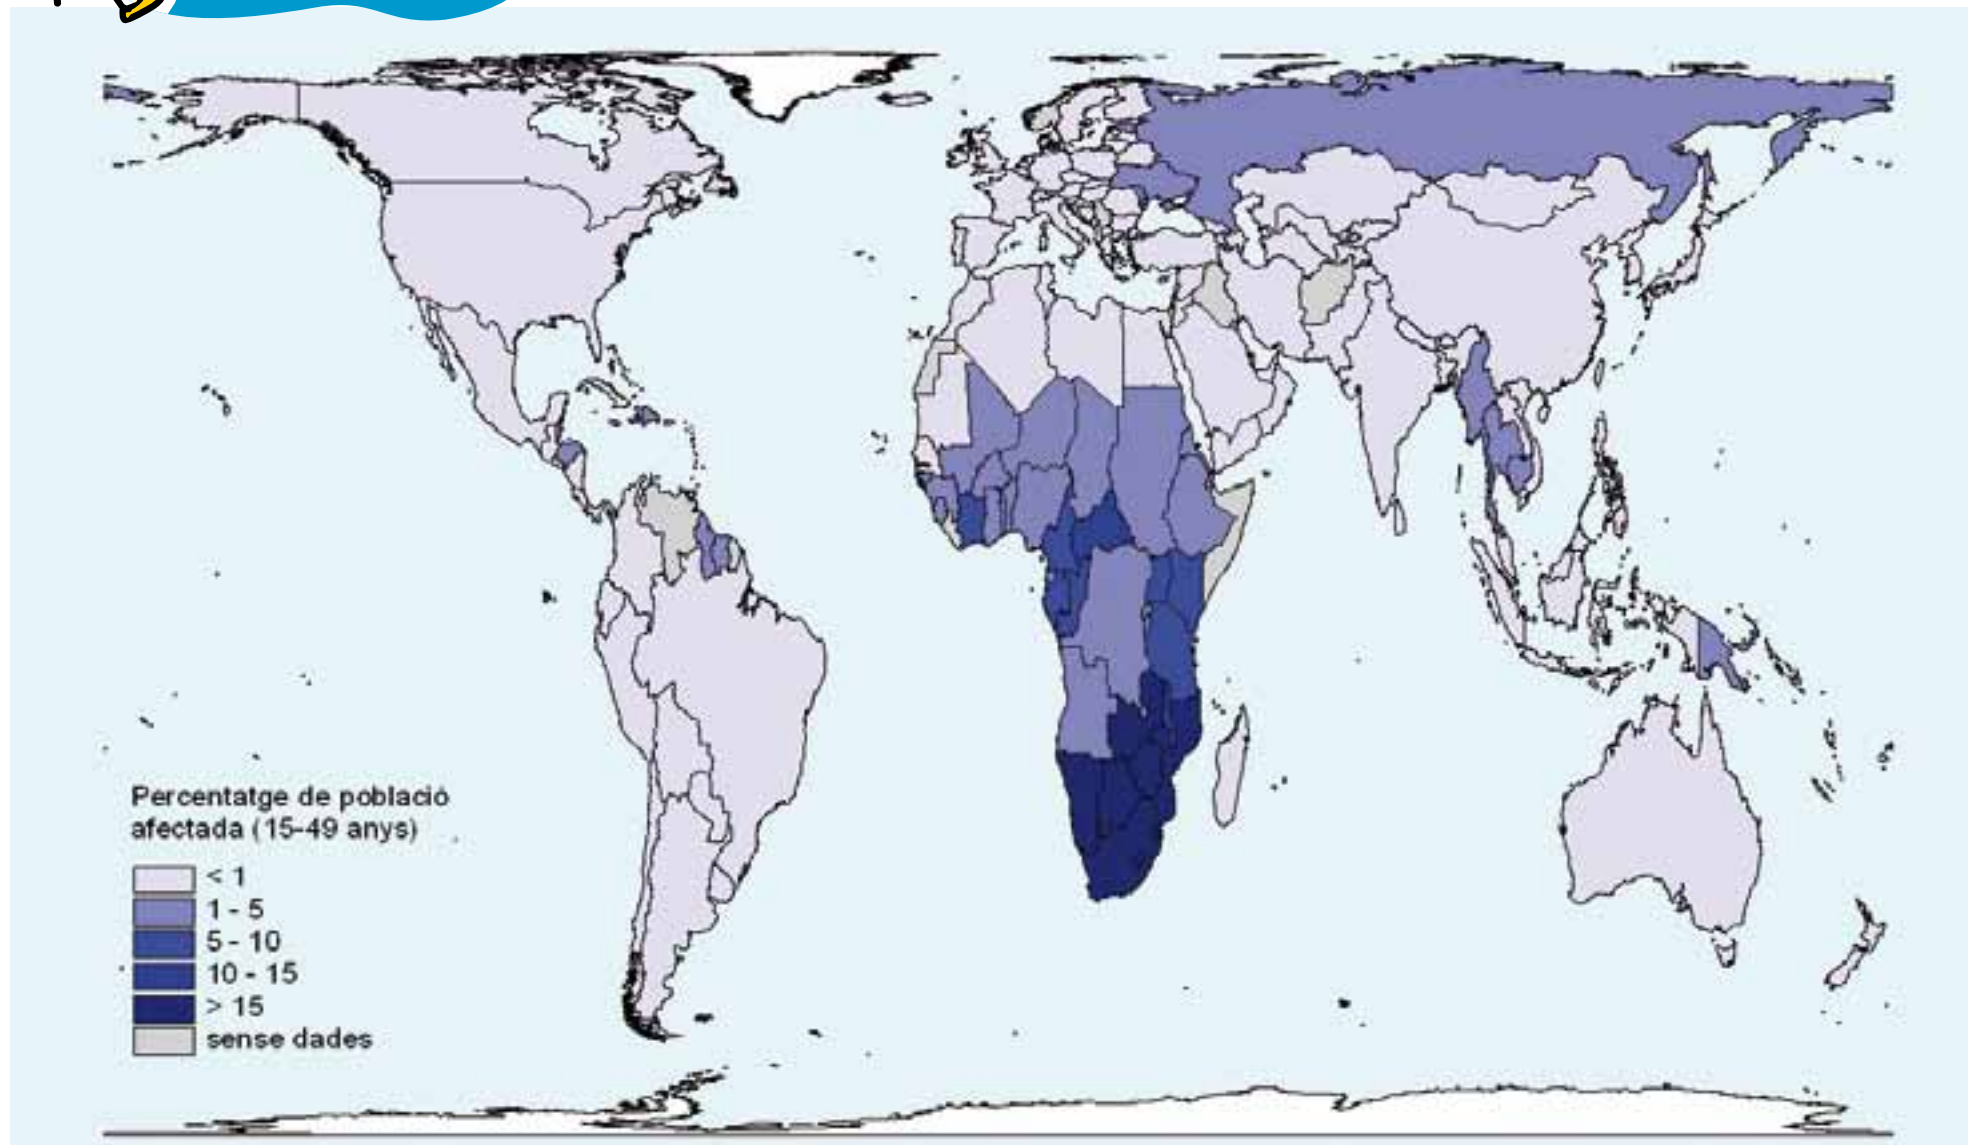 Percentatge de població
afectada (15-49 anys)
< 1
1 - 5
5 - 10
10 - 15
> 15
sense dades